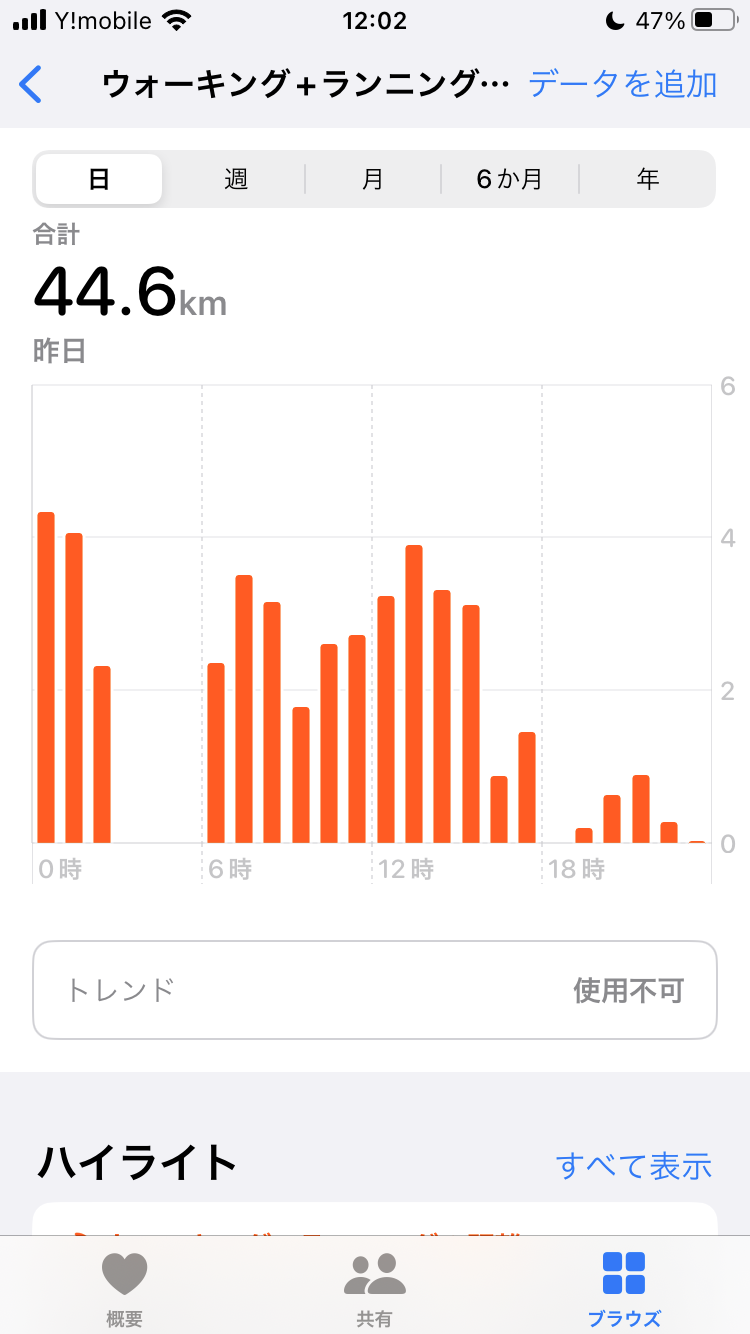 Y!mobile 12:02 47%
ウォーキング+ランニング… データを追加
日 週 月 6か月 年
合計
44.6km
昨日
6
4
2
0
0時 6時 12時 18時
トレンド 使用不可
ハイライト すべて表示
概要 共有 ブラウズ